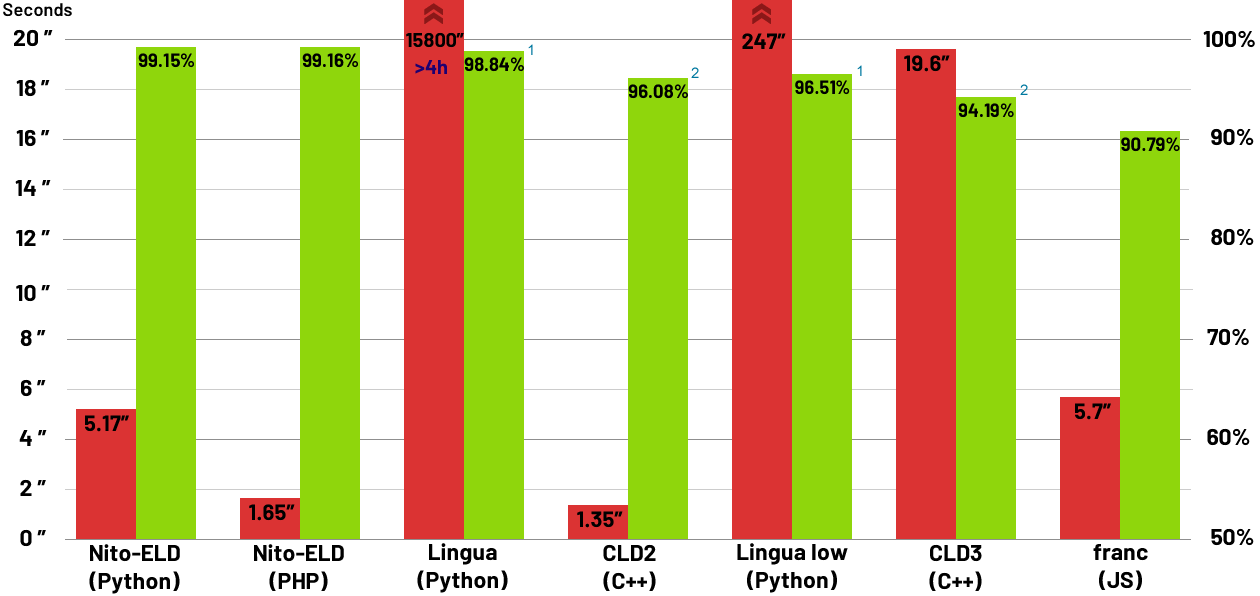 Seconds
20 ″
18 ″
16 ″
14 ″
12 ″
10 ″
8 ″
6 ″
4 ″
2 ″
0 ″
5.17″
99.15%
1.65″
99.16%
15800″
>4h
98.84% 1
1.35″
96.08% 2
247″
96.51% 1
19.6″
94.19% 2
5.7″
90.79%
100%
90%
80%
70%
60%
50%
Nito-ELD
(Python)
Nito-ELD
(PHP)
Lingua
(Python)
CLD2
(C++)
Lingua low
(Python)
CLD3
(C++)
franc
(JS)